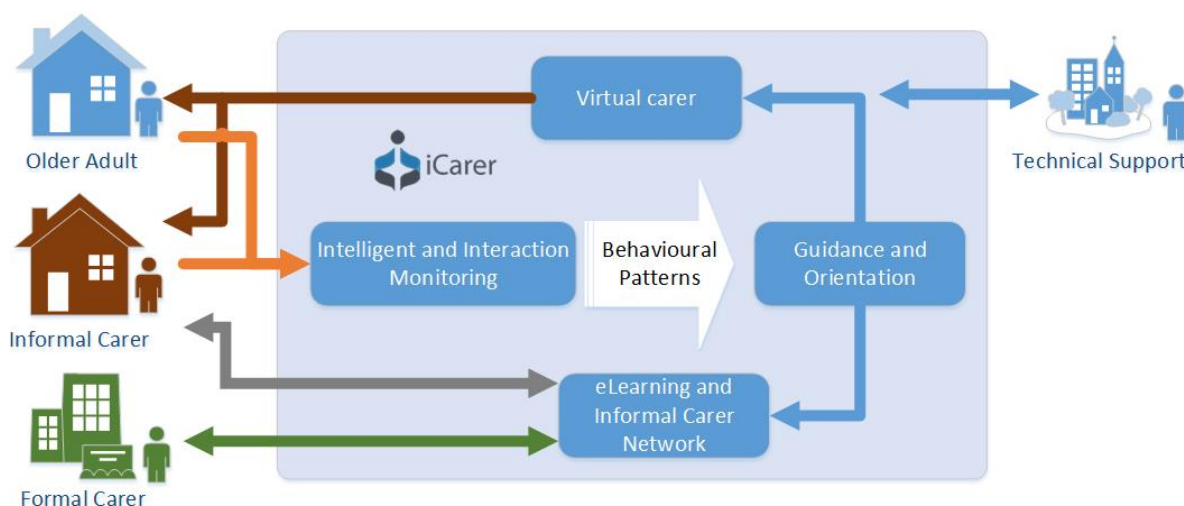 Virtual carer
Older Adult
iCarer
Technical Support
Intelligent and Interaction
Monitoring
Behavioural
Patterns
Guidance and
Orientation
Informal Carer
eLearning and
Informal Carer
Network
Formal Carer